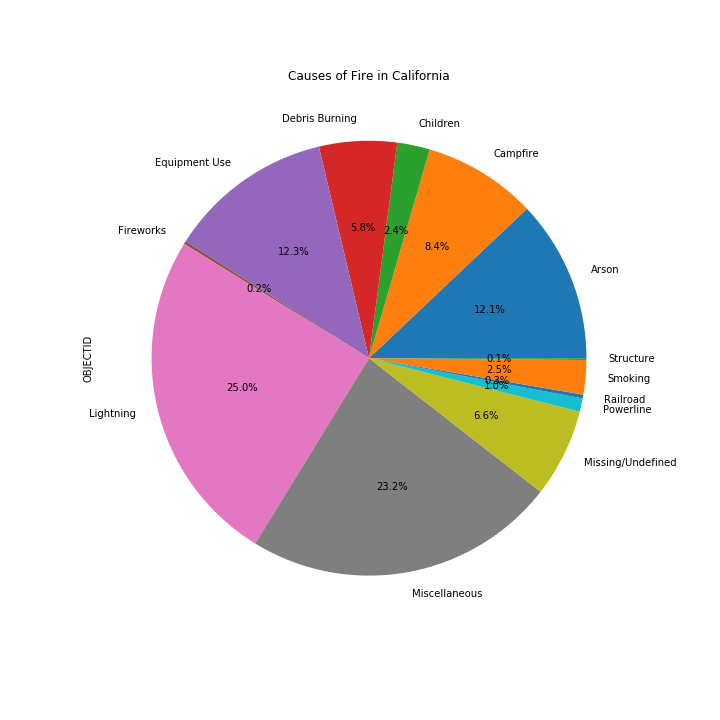 Causes of Fire in California
Debris Burning
Children
Equipment Use
Campfire
Fireworks
5.8%
2.4%
8.4%
12.3%
Arson
0.2%
12.1%
OBJECTID
0.1%
Structure
2.5%
Smoking
0.3%
1.0%
Railroad
Powerline
25.0%
Lightning
6.6%
Missing/Undefined
23.2%
Miscellaneous